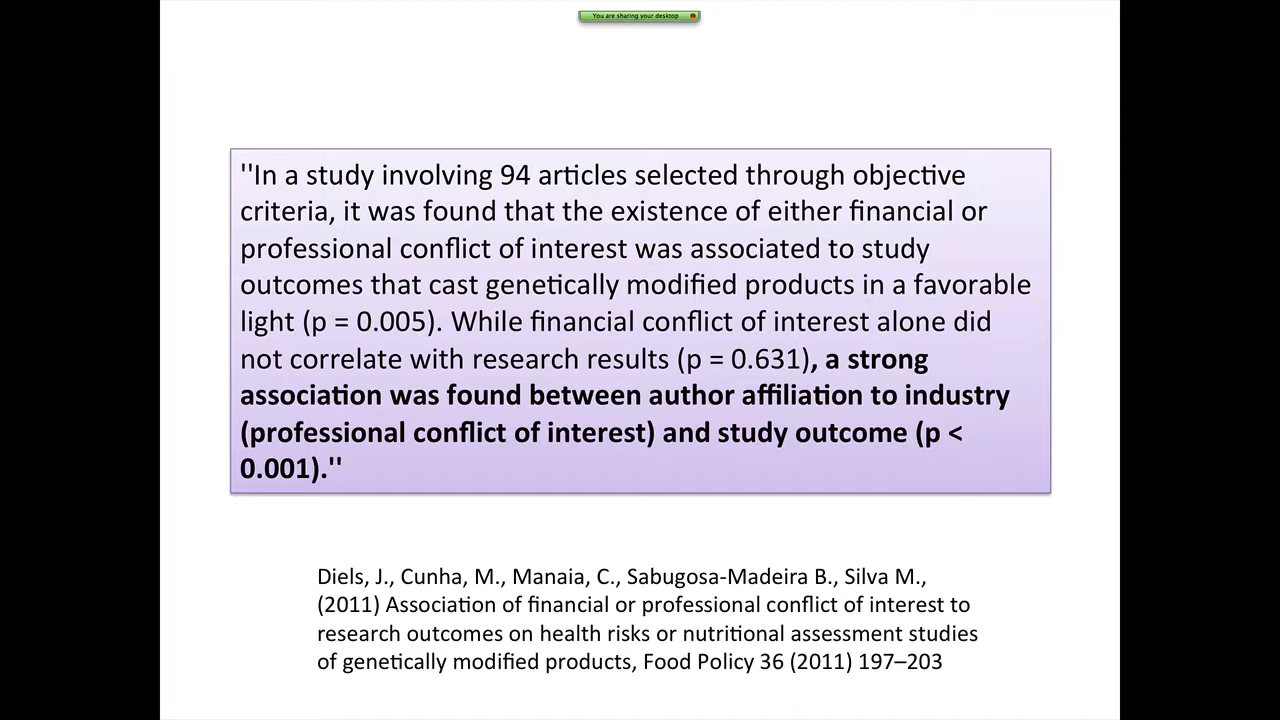 You are sharing your desktop
''In a study involving 94 articles selected through objective
criteria, it was found that the existence of either financial or
professional conflict of interest was associated to study
outcomes that cast genetically modified products in a favorable
light (p = 0.005). While financial conflict of interest alone did
not correlate with research results (p = 0.631), a strong
association was found between author affiliation to industry
(professional conflict of interest) and study outcome (p <
0.001).''
Diels, J., Cunha, M., Manaia, C., Sabugosa-Madeira B., Silva M.,
(2011) Association of financial or professional conflict of interest to
research outcomes on health risks or nutritional assessment studies
of genetically modified products, Food Policy 36 (2011) 197–203